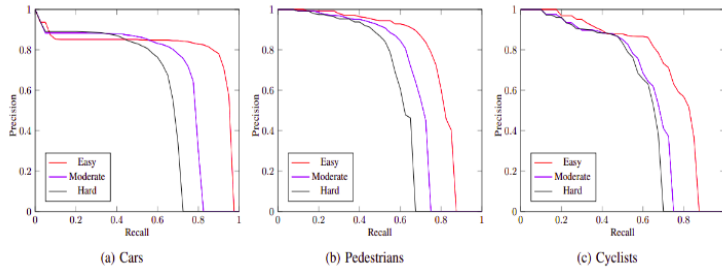 1
0.8
0.6
0.4
0.2
0
Precision
Easy
Moderate
Hard
0 0.2 0.4 0.6 0.8 1
Recall
(a) Cars
1
0.8
0.6
0.4
0.2
0
Precision
Easy
Moderate
Hard
0 0.2 0.4 0.6 0.8 1
Recall
(b) Pedestrians
1
0.8
0.6
0.4
0.2
0
Precision
Easy
Moderate
Hard
0 0.2 0.4 0.6 0.8
Recall
(c) Cyclists